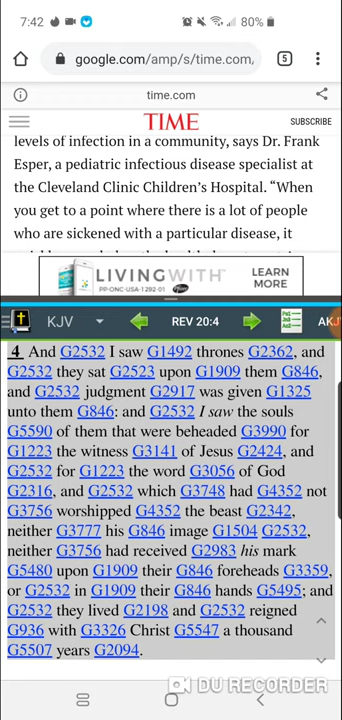 7:42 80%
google.com/amp/s/time.com, 5
time.com
TIME SUBSCRIBE
levels of infection in a community, says Dr. Frank
Esper, a pediatric infectious disease specialist at
the Cleveland Clinic Children's Hospital. “When
you get to a point where there is a lot of people
who are sickened with a particular disease, it
LIVINGWITH™ LEARN
PP-ONC-USA-1292-01 Pfizer MORE
KJV REV 20:4 AKJV
4 And G2532 I saw G1492 thrones G2362, and
G2532 they sat G2523 upon G1909 them G846,
and G2532 judgment G2917 was given G1325
unto them G846: and G2532 I saw the souls
G5590 of them that were beheaded G3990 for
G1223 the witness G3141 of Jesus G2424, and
G2532 for G1223 the word G3056 of God
G2316, and G2532 which G3748 had G4352 not
G3756 worshipped G4352 the beast G2342,
neither G3777 his G846 image G1504 G2532,
neither G3756 had received G2983 his mark
G5480 upon G1909 their G846 foreheads G3359,
or G2532 in G1909 their G846 hands G5495; and
G2532 they lived G2198 and G2532 reigned
G936 with G3326 Christ G5547 a thousand
G5507 years G2094.
DU RECORDER